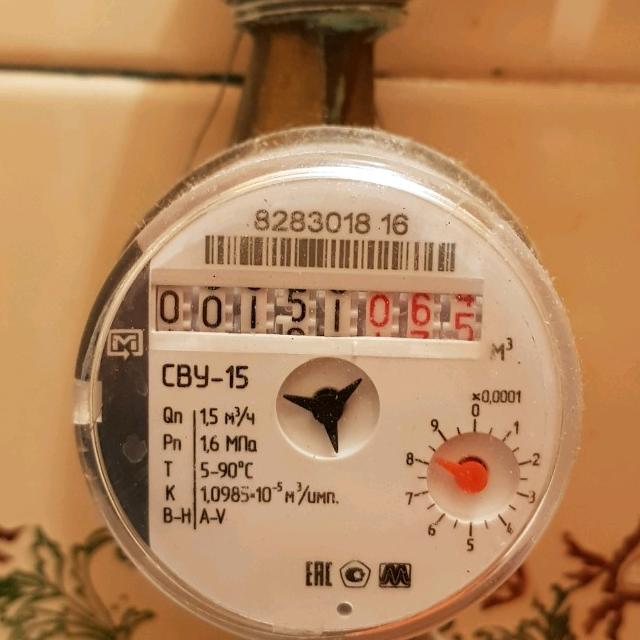 8283018 16
00151065
М³
СВУ-15
×0,0001
Qn 1,5 м³/ч
Pn 1,6 МПа
T 5-90°C
K 1,0985·10⁻⁵ м³/имп.
B-H A-V
0
1
2
3
4
5
6
7
8
9
ЕАС